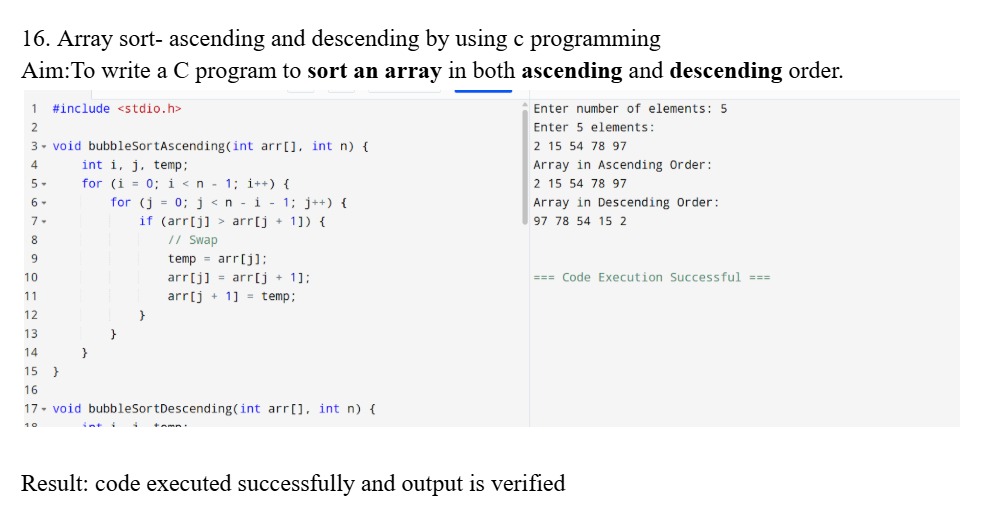 16. Array sort- ascending and descending by using c programming
Aim:To write a C program to sort an array in both ascending and descending order.
1 #include <stdio.h>
2
3 void bubbleSortAscending(int arr[], int n) {
4 int i, j, temp;
5 for (i = 0; i < n - 1; i++) {
6 for (j = 0; j < n - i - 1; j++) {
7 if (arr[j] > arr[j + 1]) {
8 // Swap
9 temp = arr[j];
10 arr[j] = arr[j + 1];
11 arr[j + 1] = temp;
12 }
13 }
14 }
15 }
16
17 void bubbleSortDescending(int arr[], int n) {
18 int i, j, temp;
Enter number of elements: 5
Enter 5 elements:
2 15 54 78 97
Array in Ascending Order:
2 15 54 78 97
Array in Descending Order:
97 78 54 15 2
=== Code Execution Successful ===
Result: code executed successfully and output is verified